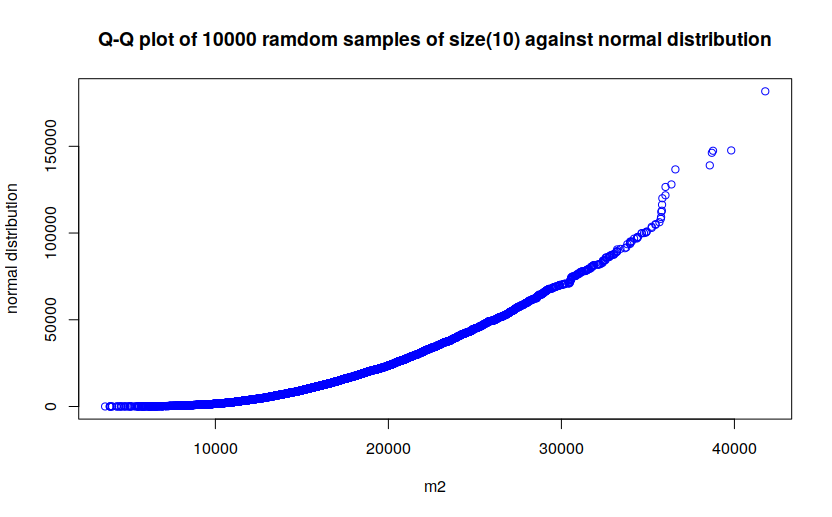 Q-Q plot of 10000 ramdom samples of size(10) against normal distribution
normal distribution
150000
100000
50000
0
10000 20000 30000 40000
m2